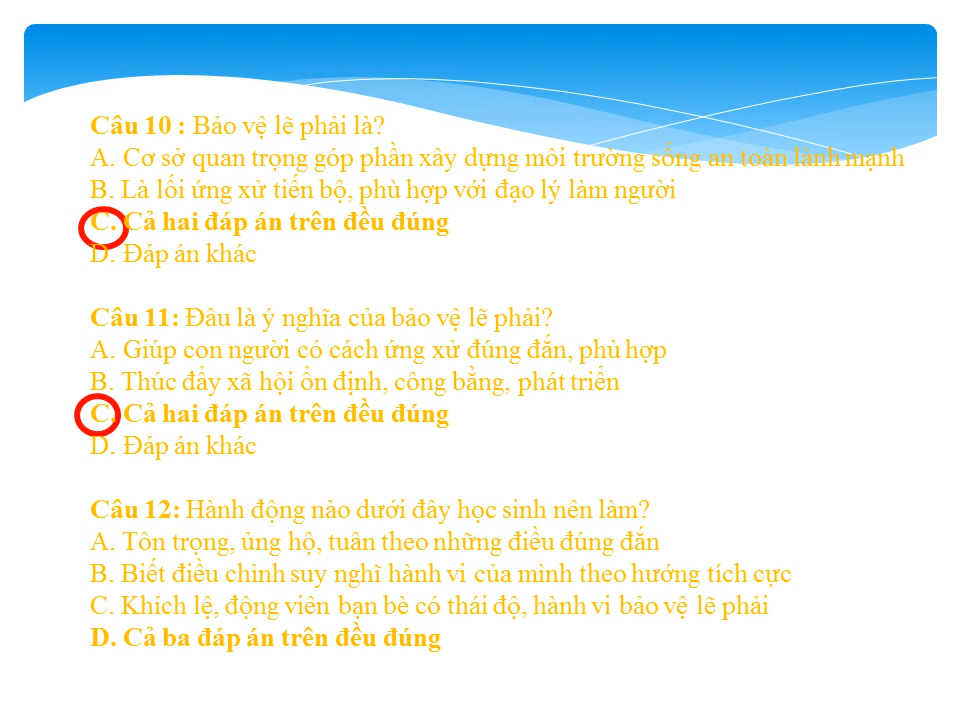 Câu 10 : Bảo vệ lẽ phải là?
A. Cơ sở quan trọng góp phần xây dựng môi trường sống an toàn lành mạnh
B. Là lối ứng xử tiến bộ, phù hợp với đạo lý làm người
C. Cả hai đáp án trên đều đúng
D. Đáp án khác
Câu 11: Đâu là ý nghĩa của bảo vệ lẽ phải?
A. Giúp con người có cách ứng xử đúng đắn, phù hợp
B. Thúc đẩy xã hội ổn định, công bằng, phát triển
C. Cả hai đáp án trên đều đúng
D. Đáp án khác
Câu 12: Hành động nào dưới đây học sinh nên làm?
A. Tôn trọng, ủng hộ, tuân theo những điều đúng đắn
B. Biết điều chỉnh suy nghĩ hành vi của mình theo hướng tích cực
C. Khích lệ, động viên bạn bè có thái độ, hành vi bảo vệ lẽ phải
D. Cả ba đáp án trên đều đúng